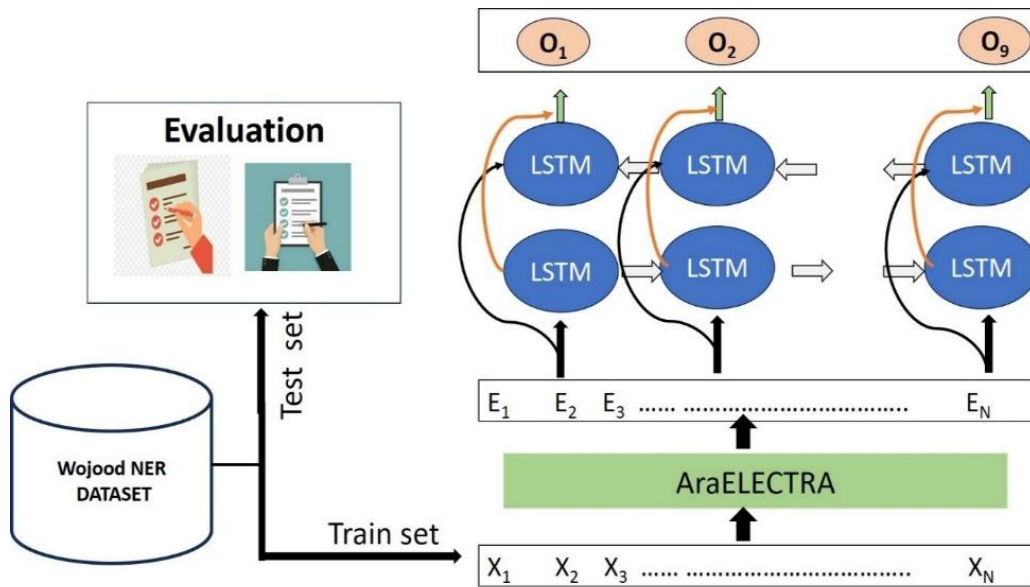 O1 O2 O9
Evaluation
LSTM LSTM LSTM
LSTM LSTM LSTM
Test set
E1 E2 E3 ...... ...................................... EN
Wojood NER
DATASET
AraELECTRA
Train set
X1 X2 X3 ...... ...................................... XN